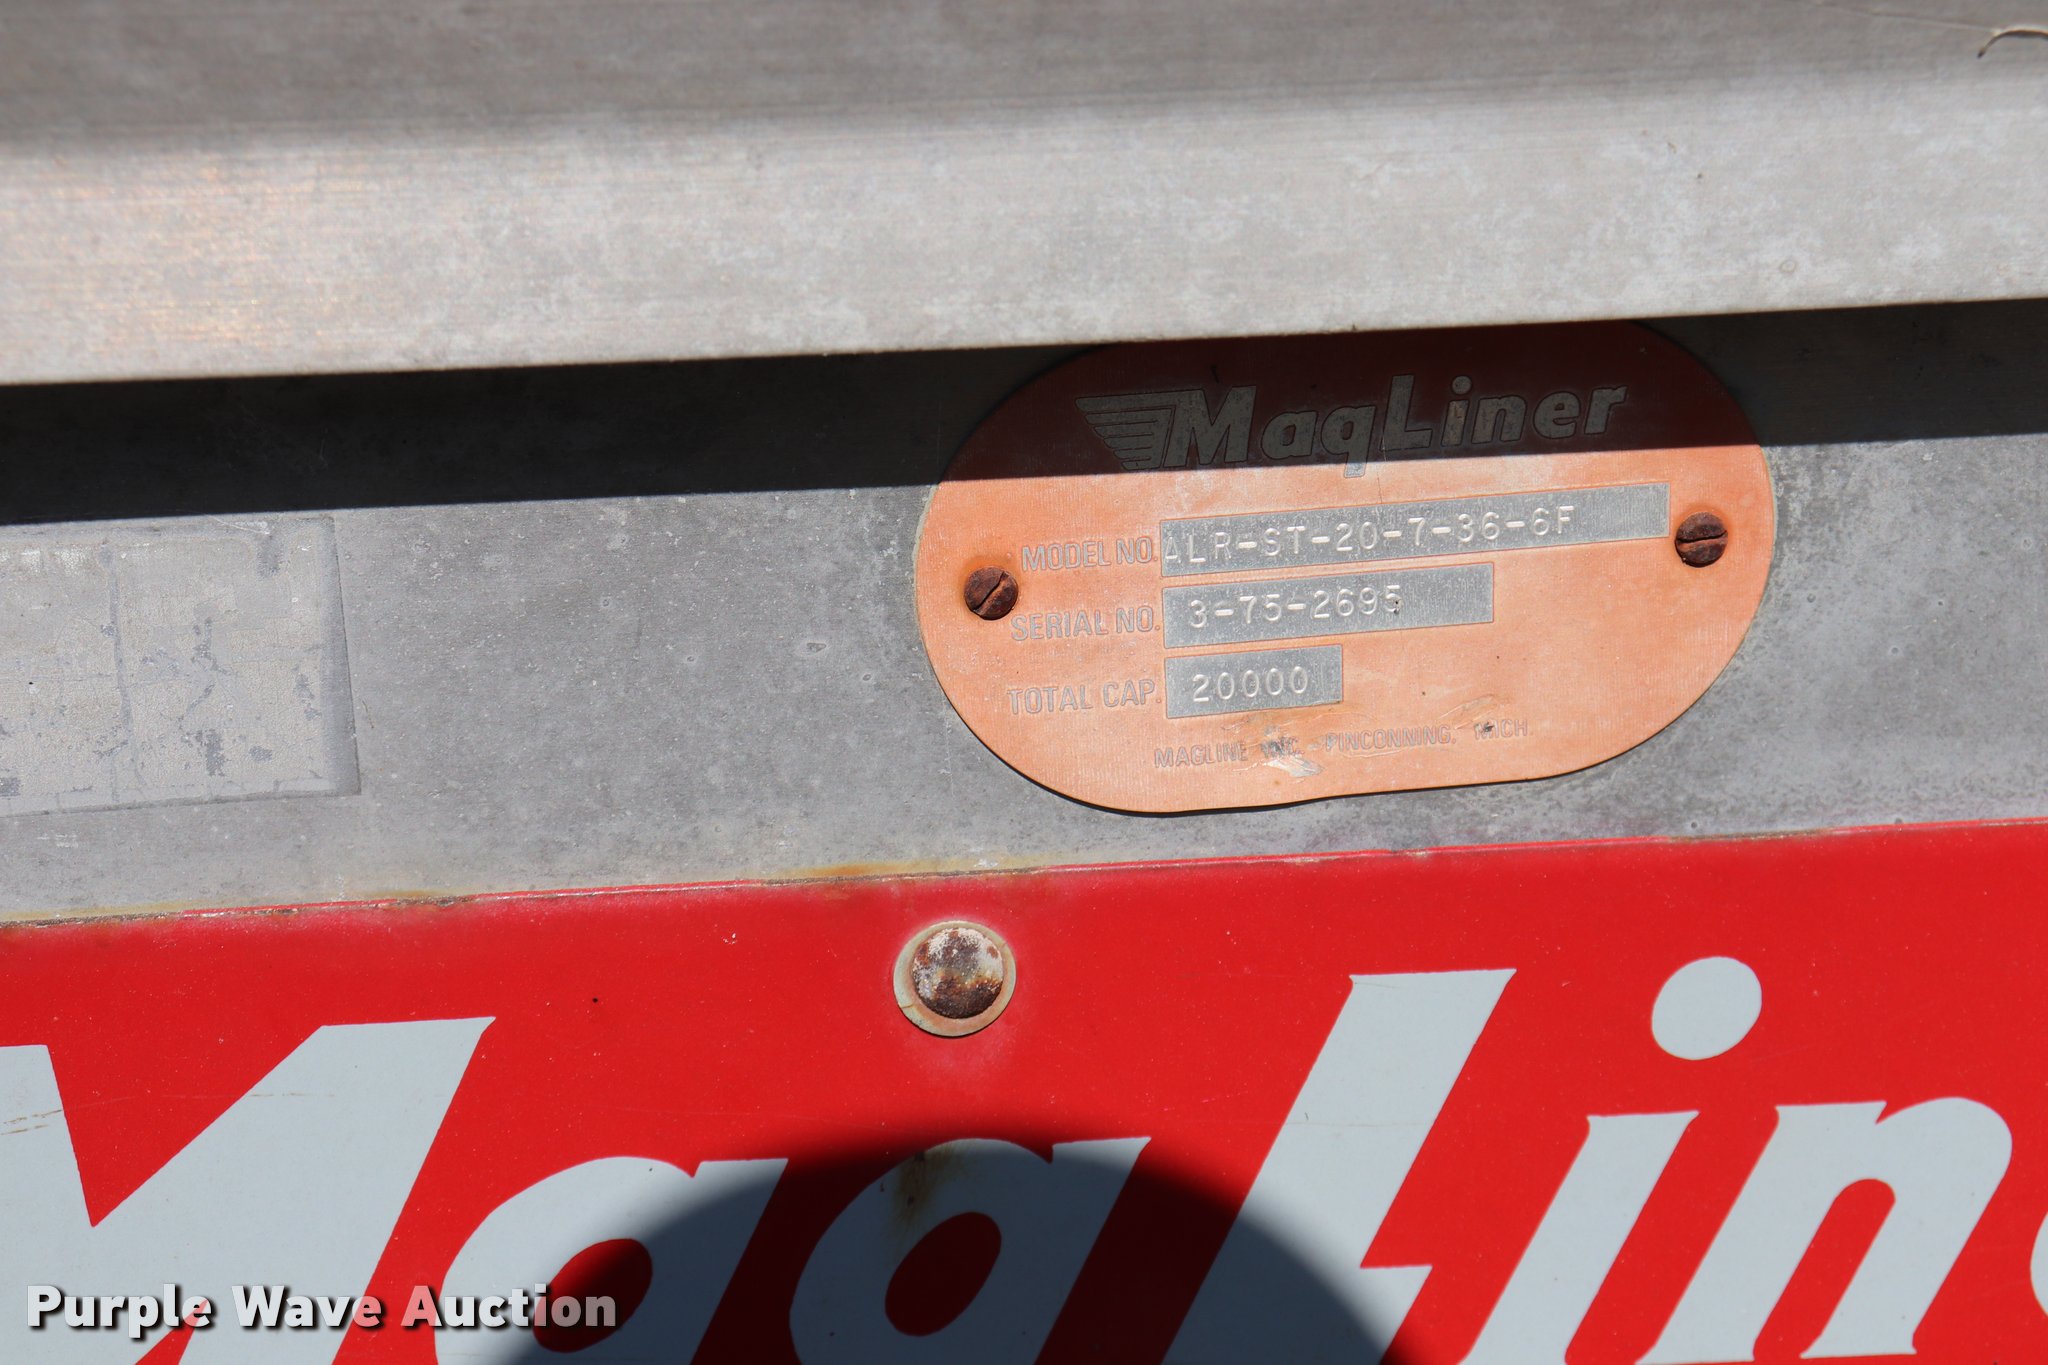 MagLiner
MODEL NO. ALR-ST-20-7-36-6F
SERIAL NO. 3-75-2695
TOTAL CAP. 20000
MAGLINE INC. - PINCONNING, MICH.
MagLine
Purple Wave Auction